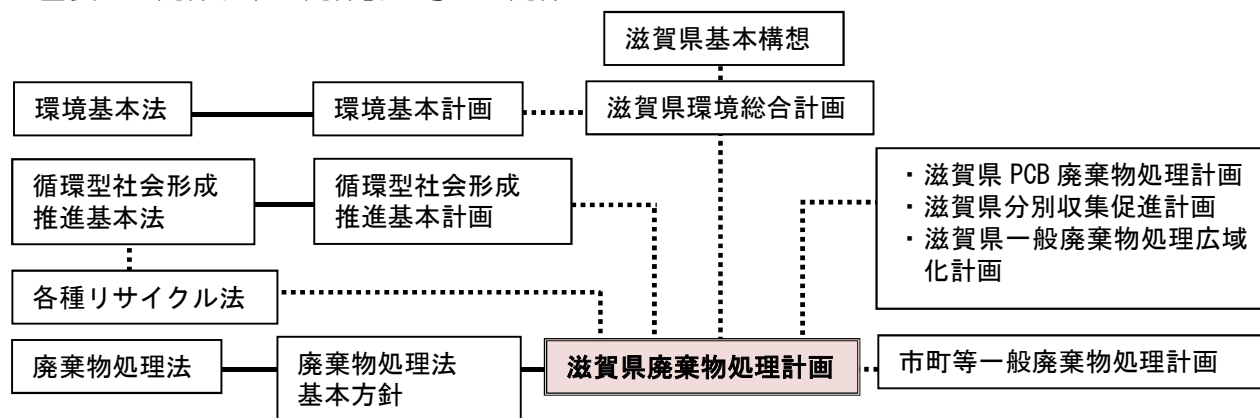 滋賀県基本構想
環境基本法
環境基本計画
滋賀県環境総合計画
循環型社会形成
推進基本法
循環型社会形成
推進基本計画
・滋賀県 PCB 廃棄物処理計画
・滋賀県分別収集促進計画
・滋賀県一般廃棄物処理広域
化計画
各種リサイクル法
廃棄物処理法
廃棄物処理法
基本方針
滋賀県廃棄物処理計画
市町等一般廃棄物処理計画